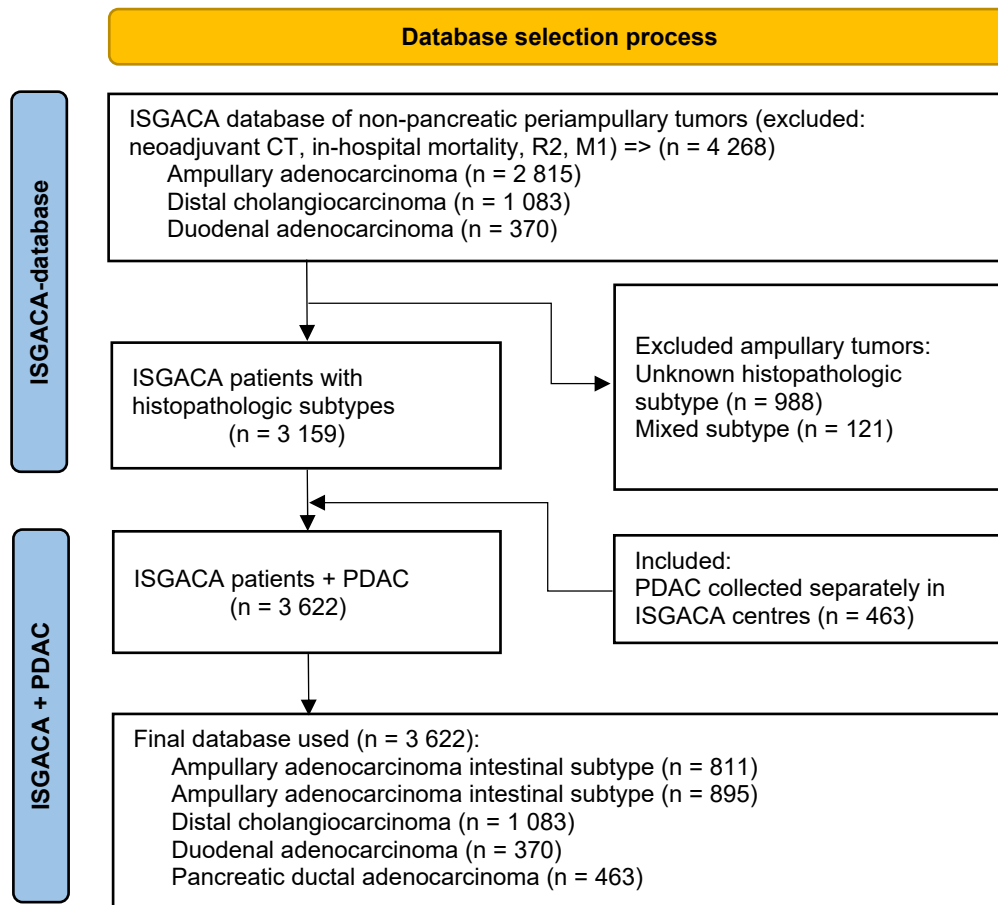 Database selection process
ISGACA-database
ISGACA database of non-pancreatic periampullary tumors (excluded:
neoadjuvant CT, in-hospital mortality, R2, M1) => (n = 4 268)
Ampullary adenocarcinoma (n = 2 815)
Distal cholangiocarcinoma (n = 1 083)
Duodenal adenocarcinoma (n = 370)
Excluded ampullary tumors:
Unknown histopathologic
subtype (n = 988)
Mixed subtype (n = 121)
ISGACA patients with
histopathologic subtypes
(n = 3 159)
ISGACA + PDAC
Included:
PDAC collected separately in
ISGACA centres (n = 463)
ISGACA patients + PDAC
(n = 3 622)
Final database used (n = 3 622):
Ampullary adenocarcinoma intestinal subtype (n = 811)
Ampullary adenocarcinoma intestinal subtype (n = 895)
Distal cholangiocarcinoma (n = 1 083)
Duodenal adenocarcinoma (n = 370)
Pancreatic ductal adenocarcinoma (n = 463)